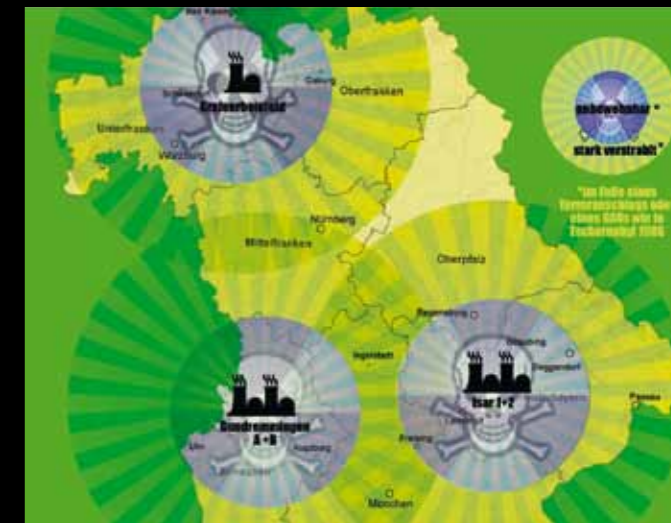 Coburg
Oberfranken
Unterfranken
Würzburg
Nürnberg
Mittelfranken
unbewohnbar *
stark verstrahlt*
*im Falle eines
Terroranschlags oder
eines GAUs wie in
Tschernobyl 1986
Oberpfalz
Regensburg
Straubing
Deggendorf
Ingolstadt
Isar 1+2
Passau
Gundremmingen
A+B
Ulm
Augsburg
Landshut
Freising
München